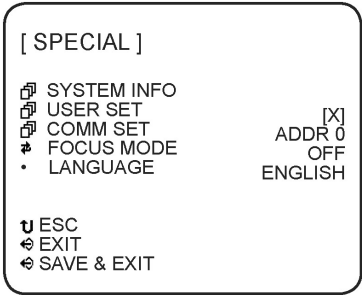 [ SPECIAL ]
SYSTEM INFO
USER SET [X]
COMM SET ADDR 0
FOCUS MODE OFF
• LANGUAGE ENGLISH
ESC
EXIT
SAVE & EXIT